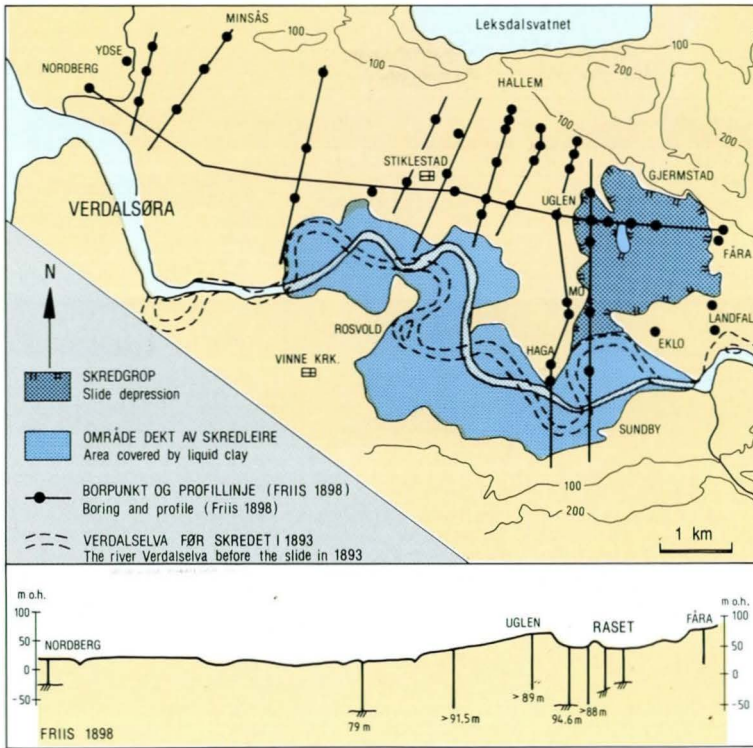 Leksdalsvatnet
MINSÅS
100
100
100
YDSE
200
200
NORDBERG
HALLEM
100
STIKLESTAD
GJERMSTAD
UGLEN
VERDALSØRA
FÅRA
N
MO
LANDFALL
ROSVOLD
EKLO
HAGA
VINNE KRK.
SKREDGROP
Slide depression
SUNDBY
OMRÅDE DEKT AV SKREDLEIRE
Area covered by liquid clay
100
BORPUNKT OG PROFILLINJE (FRIIS 1898)
Boring and profile (Friis 1898)
200
1 km
VERDALSELVA FØR SKREDET I 1893
The river Verdalselva before the slide in 1893
m o.h.
m o.h.
100
100
UGLEN
RASET
FÅRA
50
50
NORDBERG
0
0
-50
-50
>89 m
>88 m
79 m
>91,5 m
94.6 m
FRIIS 1898